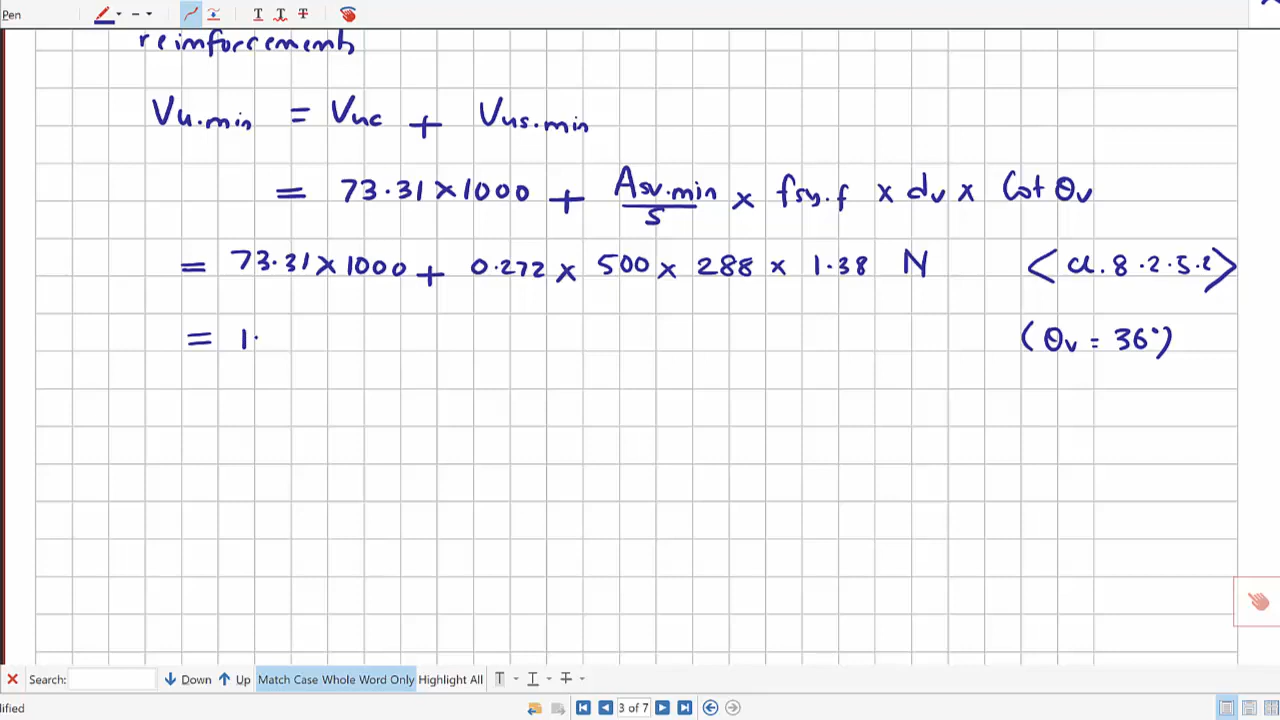 Pen
T T T
reinforcements
Vu.min = Vuc + Vus.min
= 73.31 × 1000 + Asv.min/s × fsy.f × dv × Cot θv
= 73.31 × 1000 + 0.272 × 500 × 288 × 1.38 N <cl. 8.2.5.2>
= 1. (θv = 36°)
Search: Down Up Match Case Whole Word Only Highlight All T T T
ified 3 of 7